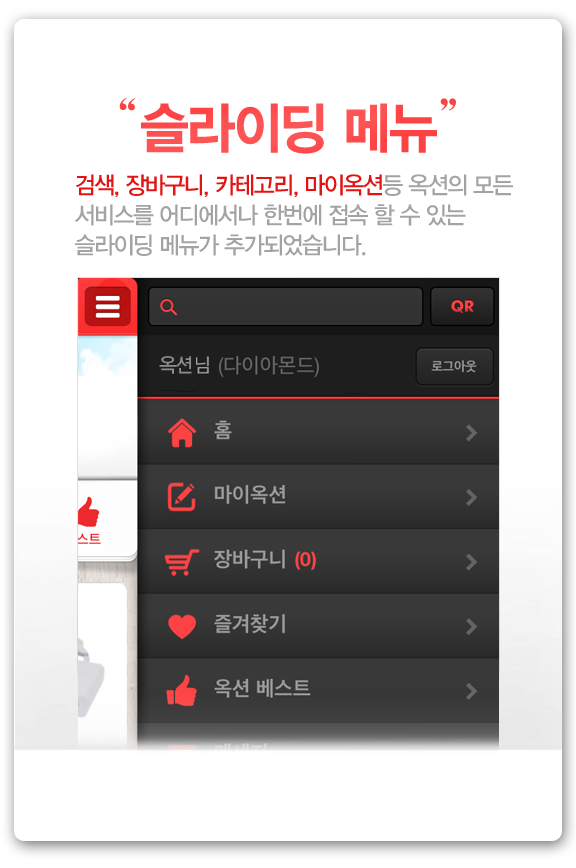 “슬라이딩 메뉴”
검색, 장바구니, 카테고리, 마이옥션등 옥션의 모든
서비스를 어디에서나 한번에 접속 할 수 있는
슬라이딩 메뉴가 추가되었습니다.
QR
옥션님 (다이아몬드)
로그아웃
홈
마이옥션
스트
장바구니 (0)
즐겨찾기
옥션 베스트